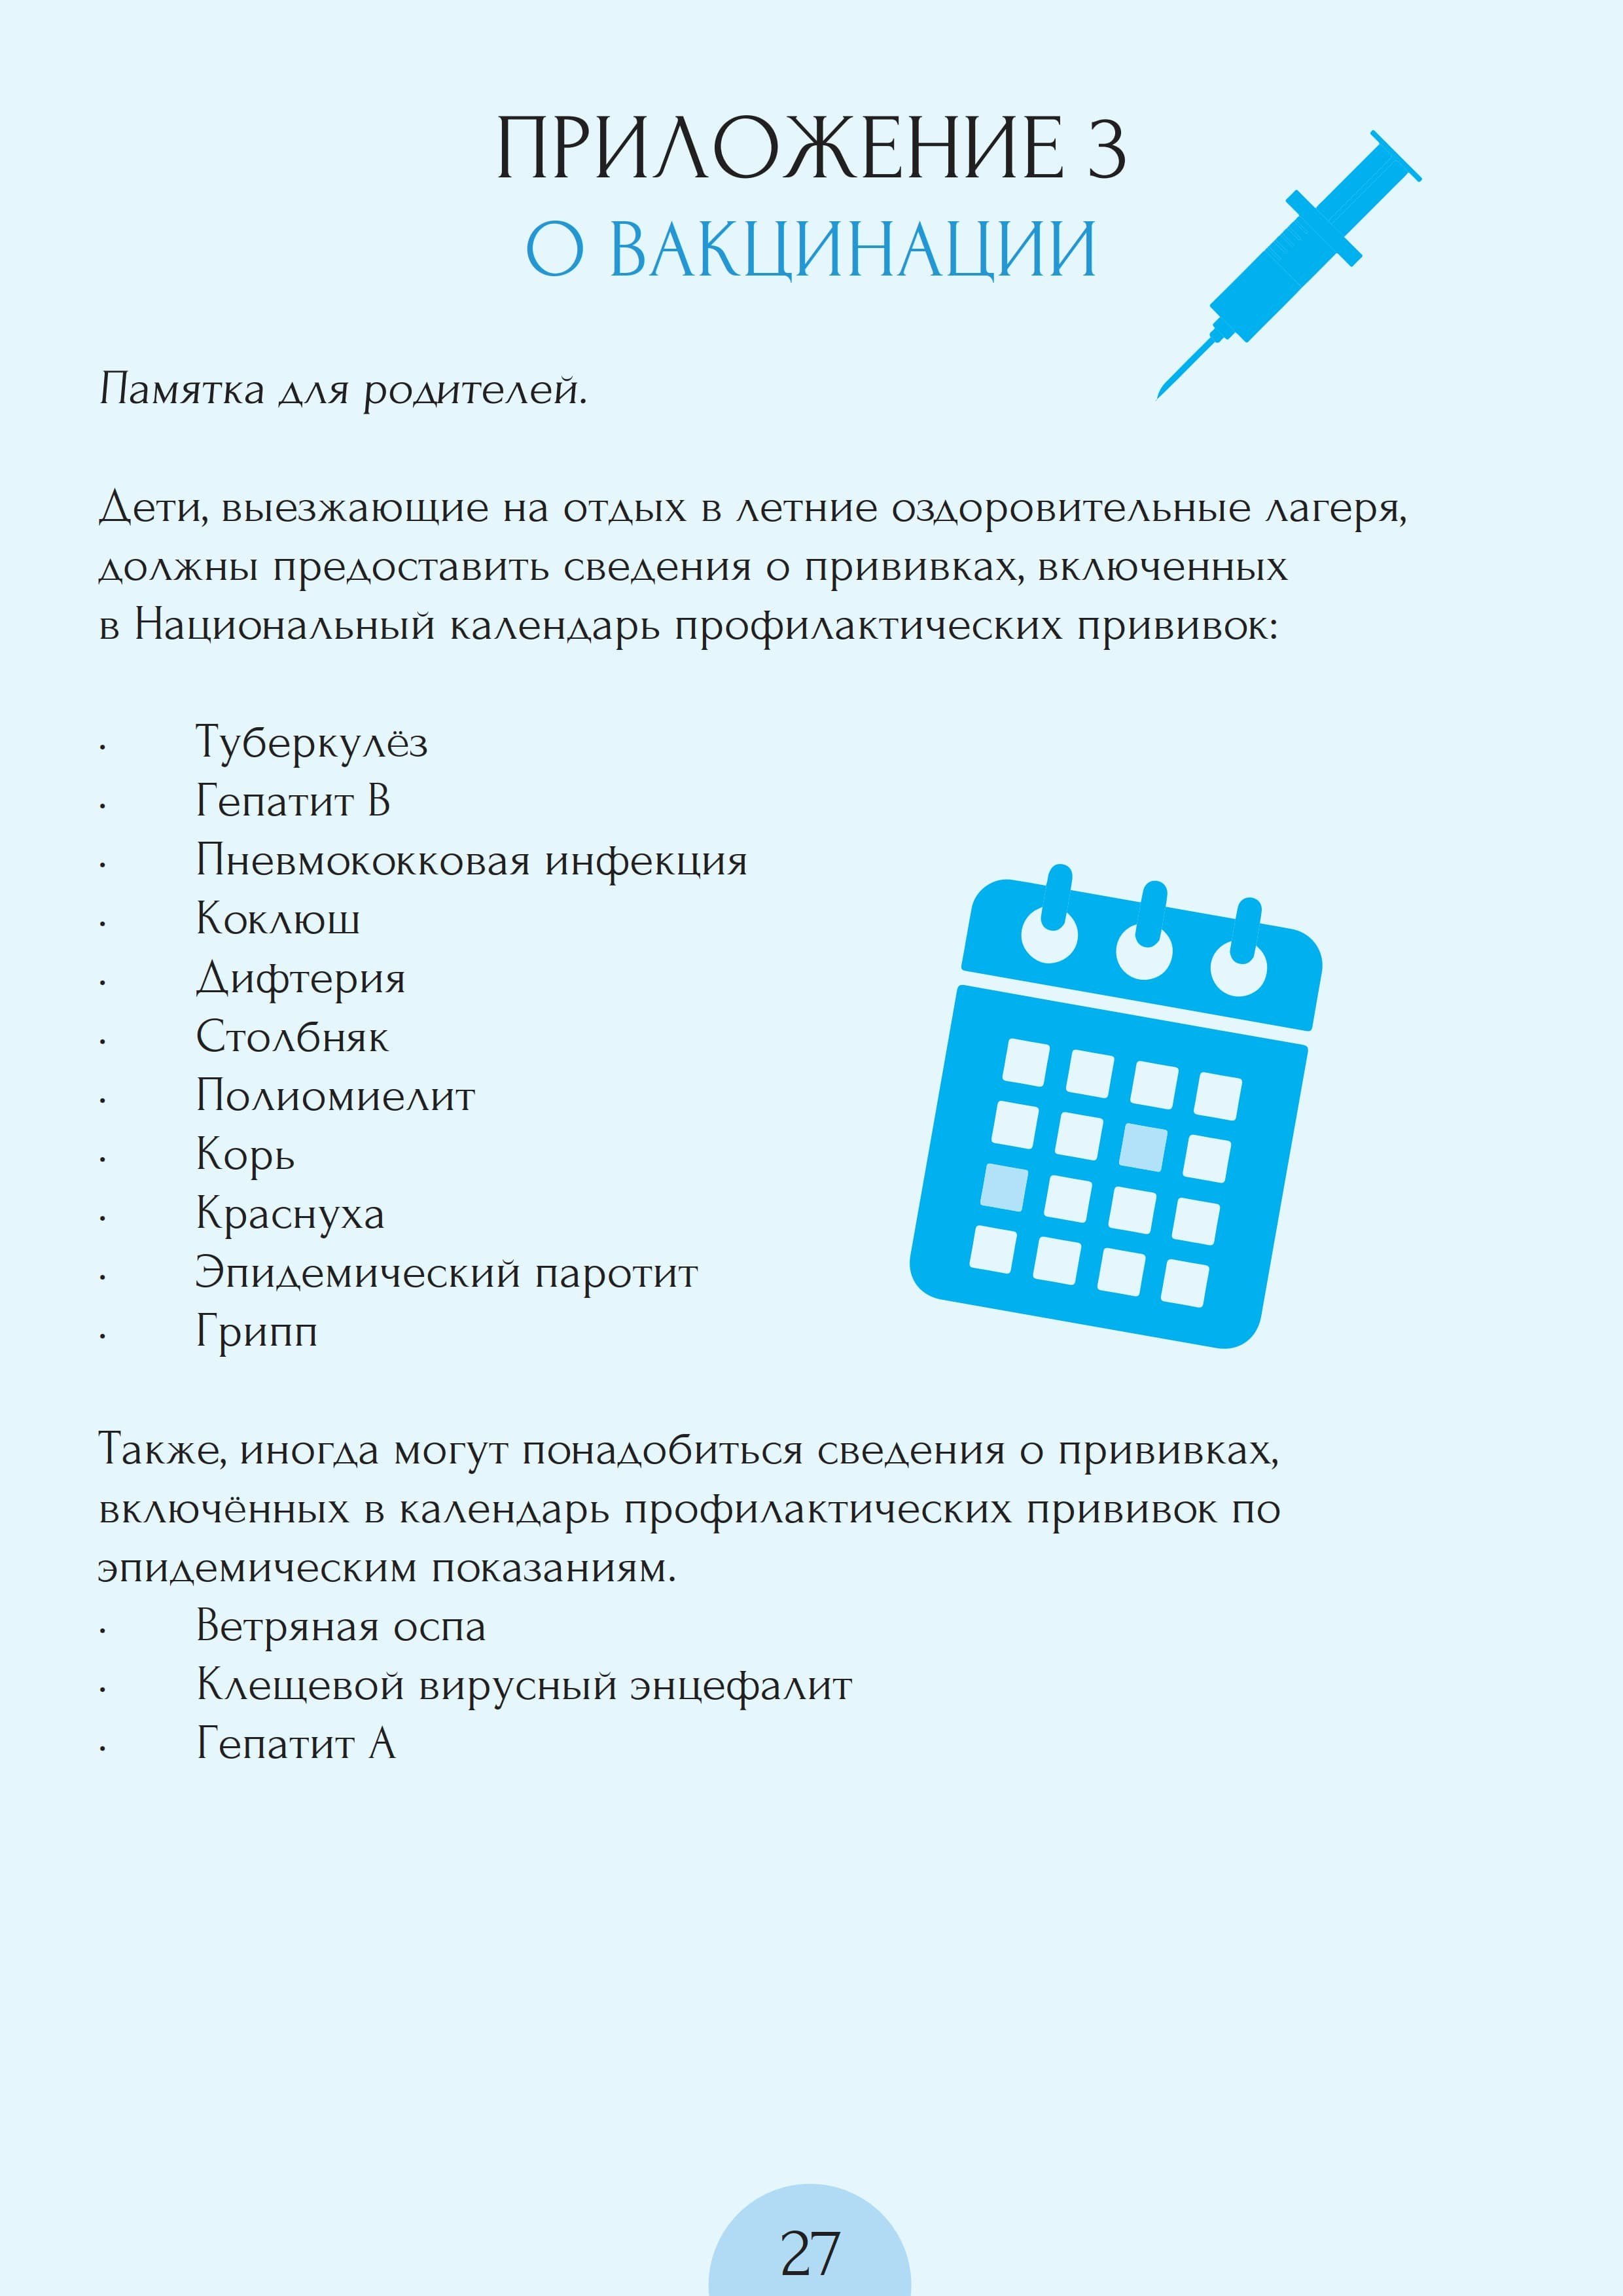 ПРИЛОЖЕНИЕ 3
О ВАКЦИНАЦИИ
Памятка для родителей.
Дети, выезжающие на отдых в летние оздоровительные лагеря,
должны предоставить сведения о прививках, включенных
в Национальный календарь профилактических прививок:
· Туберкулёз
· Гепатит В
· Пневмококковая инфекция
· Коклюш
· Дифтерия
· Столбняк
· Полиомиелит
· Корь
· Краснуха
· Эпидемический паротит
· Грипп
Также, иногда могут понадобиться сведения о прививках,
включённых в календарь профилактических прививок по
эпидемическим показаниям.
· Ветряная оспа
· Клещевой вирусный энцефалит
· Гепатит А
27